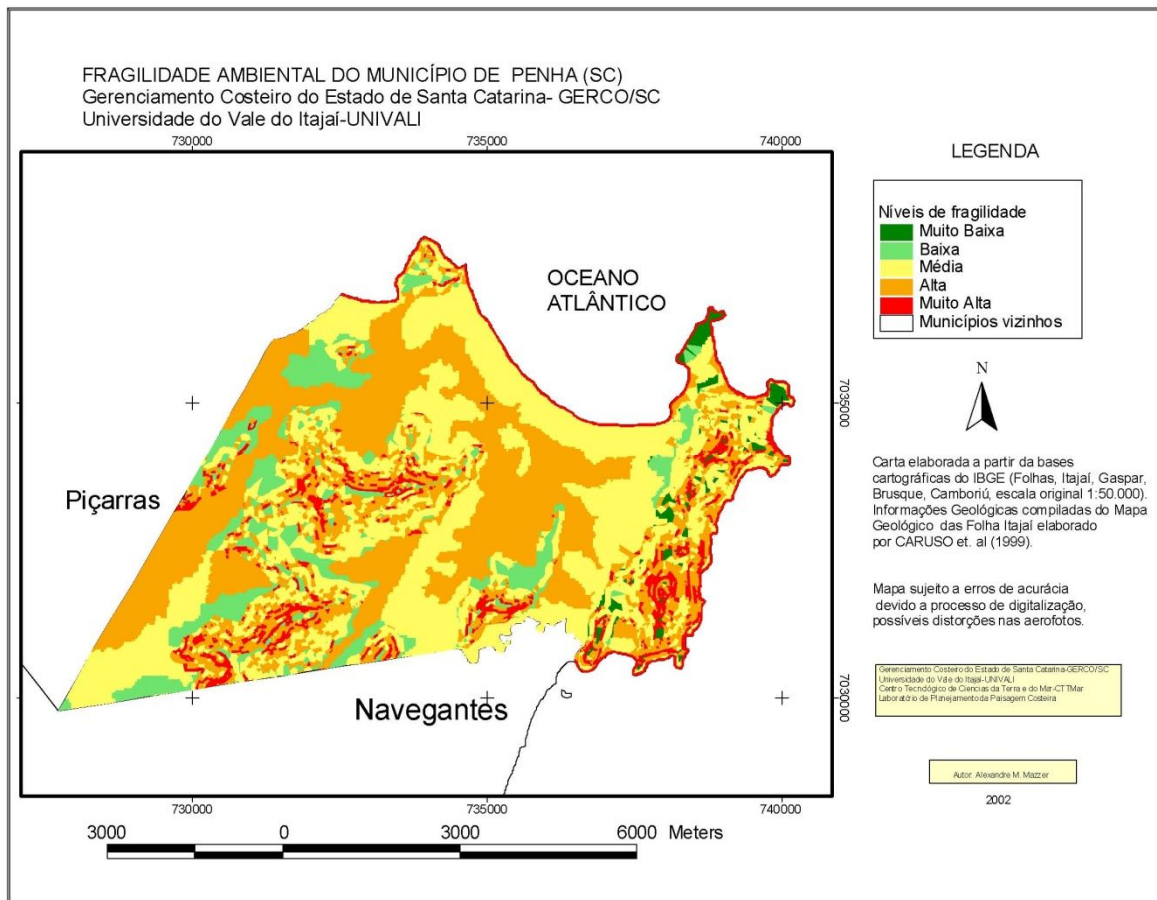 FRAGILIDADE AMBIENTAL DO MUNICÍPIO DE PENHA (SC)
Gerenciamento Costeiro do Estado de Santa Catarina- GERCO/SC
Universidade do Vale do Itajaí-UNIVALI
730000
735000
740000
OCEANO
ATLÂNTICO
Piçarras
Navegantes
7035000
7030000
730000
735000
740000
3000
0
3000
6000 Meters
LEGENDA
Níveis de fragilidade
Muito Baixa
Baixa
Média
Alta
Muito Alta
Municípios vizinhos
N
Carta elaborada a partir da bases
cartográficas do IBGE (Folhas, Itajaí, Gaspar,
Brusque, Camboriú, escala original 1:50.000).
Informações Geológicas compiladas do Mapa
Geológico das Folha Itajaí elaborado
por CARUSO et. al (1999).
Mapa sujeito a erros de acurácia
devido a processo de digitalização,
possíveis distorções nas aerofotos.
Gerenciamento Costeiro do Estado de Santa Catarina-GERCO/SC
Universidade do Vale do Itajaí-UNIVALI
Centro Tecnológico de Ciencias da Terra e do Mar-CTTMar
Laboratório de Planejamento da Paisagem Costeira
Autor: Alexandre M. Mazzer
2002